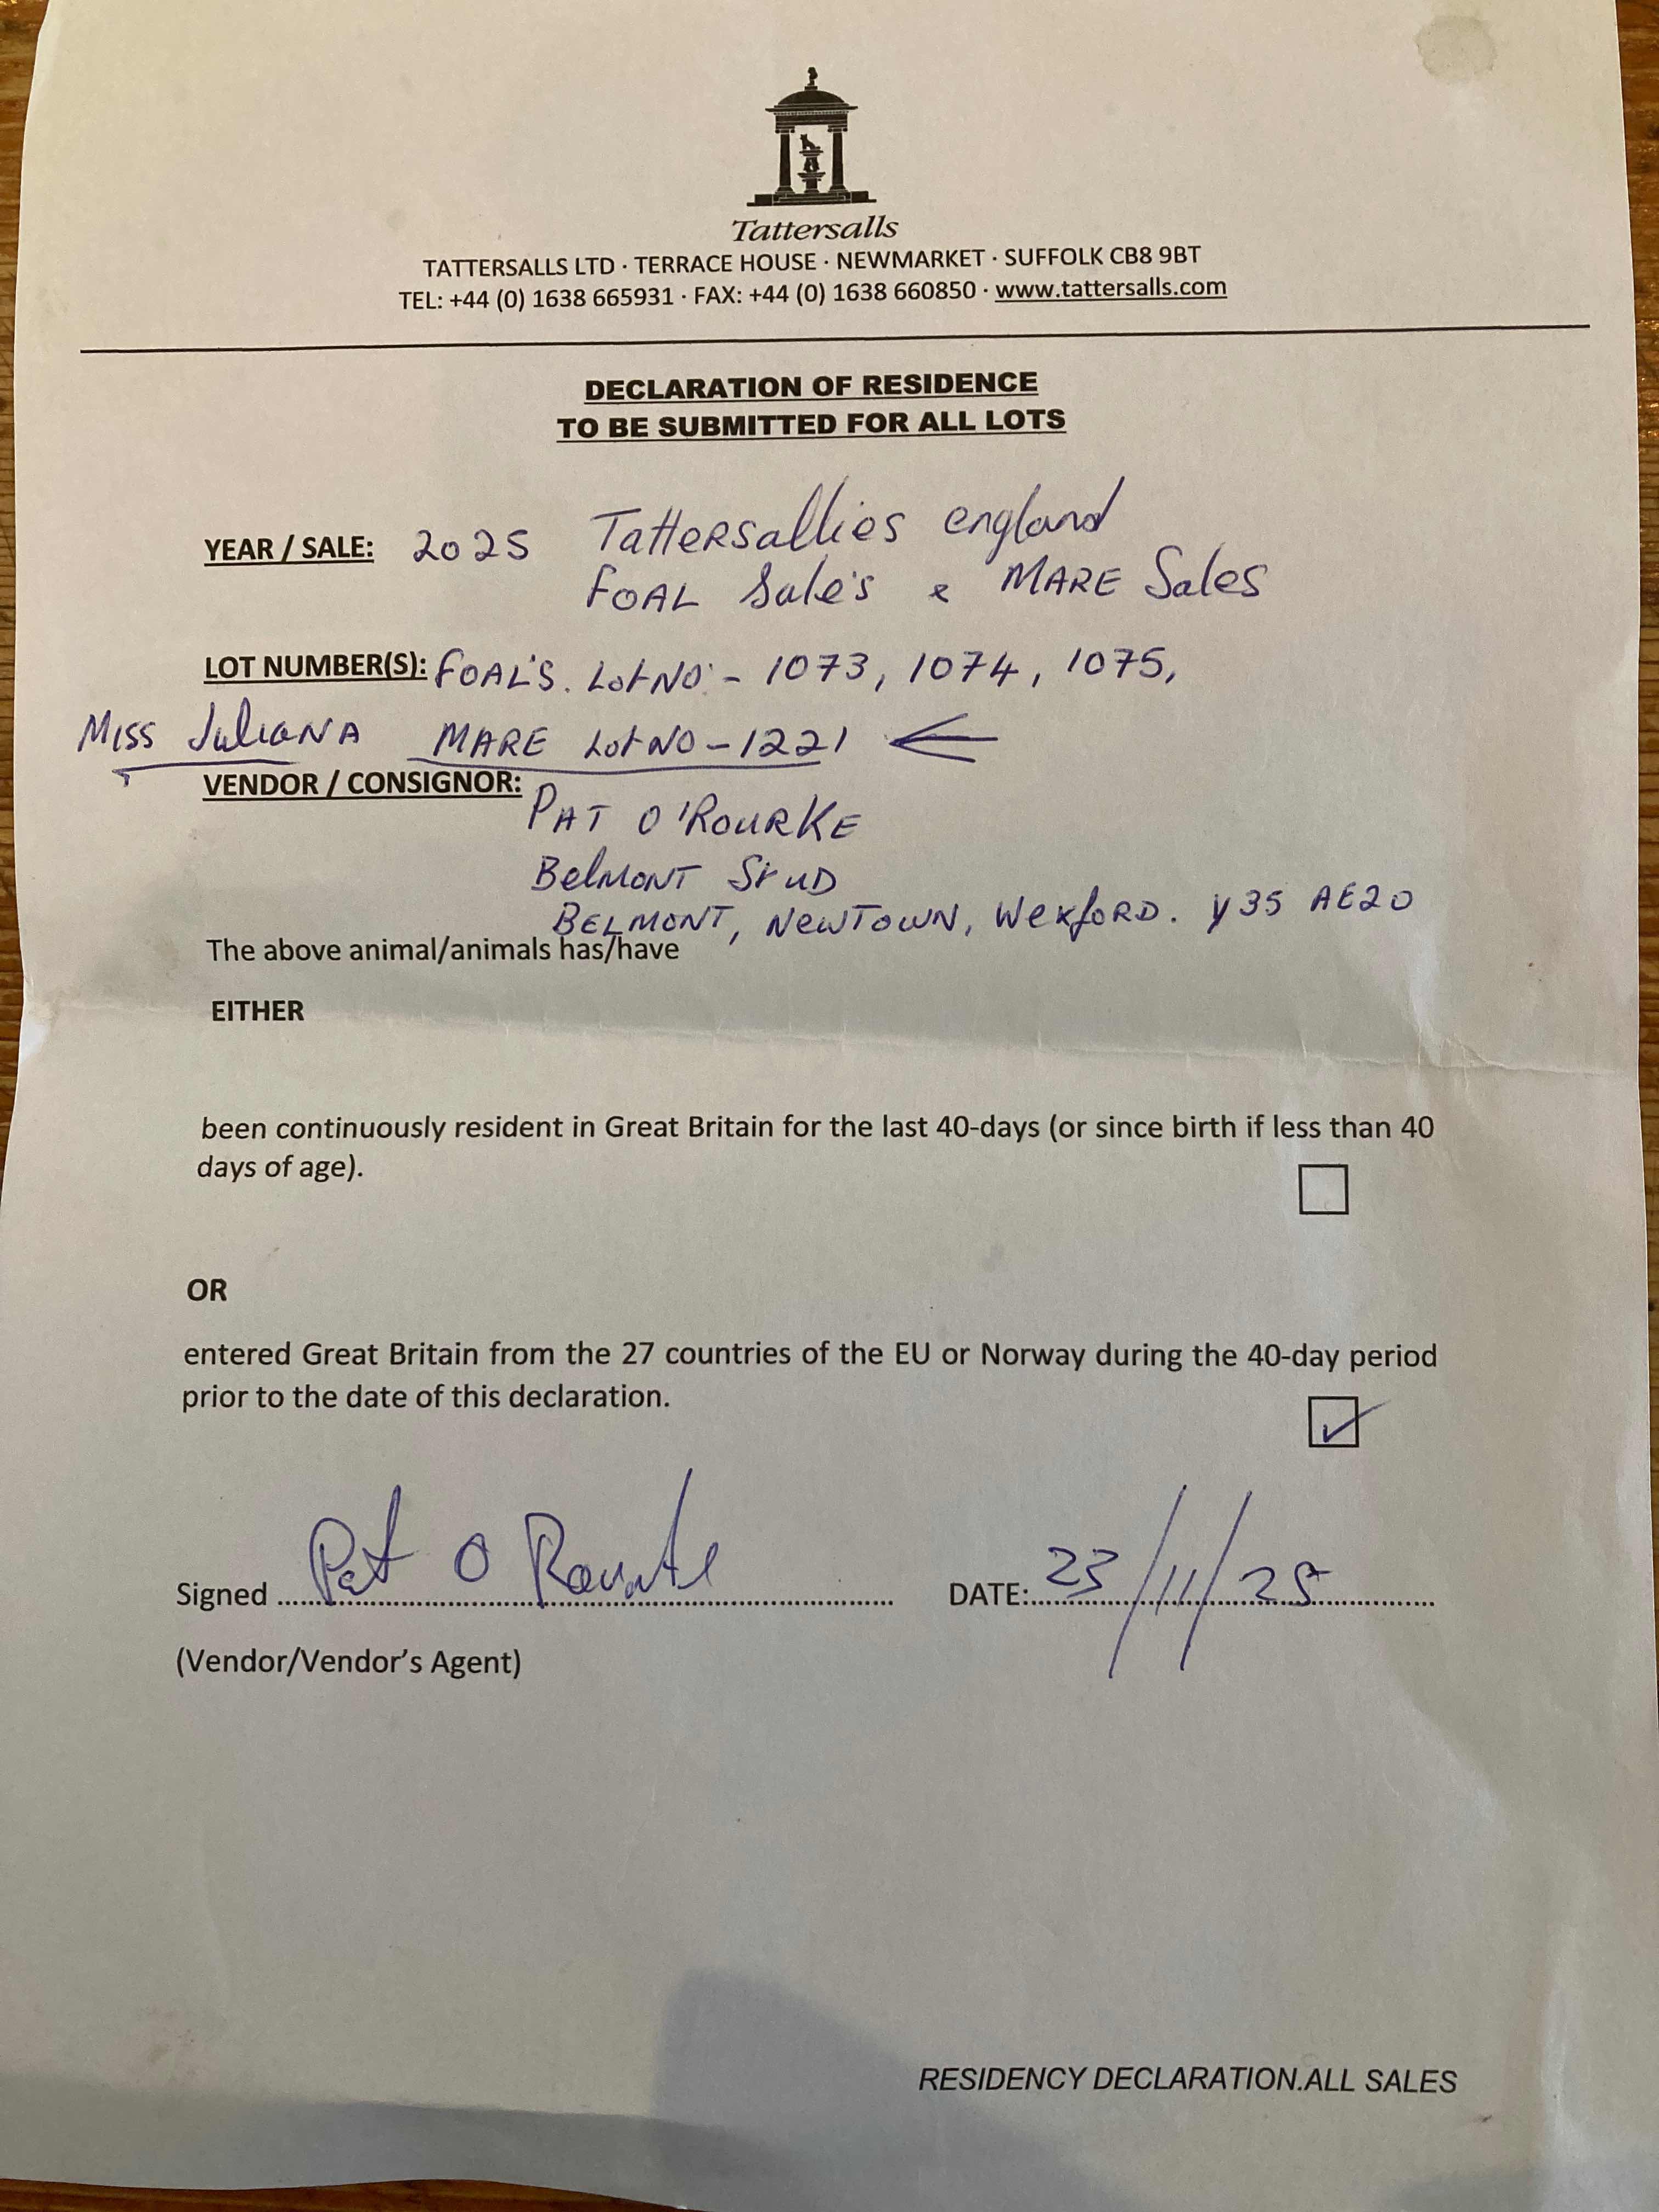 Tattersalls
TATTERSALLS LTD · TERRACE HOUSE · NEWMARKET · SUFFOLK CB8 9BT
TEL: +44 (0) 1638 665931 · FAX: +44 (0) 1638 660850 · www.tattersalls.com
DECLARATION OF RESIDENCE
TO BE SUBMITTED FOR ALL LOTS
YEAR / SALE: 2025 Tattersallies england
FOAL Sale's & MARE Sales
LOT NUMBER(S): FOAL'S. Lot NO: - 1073, 1074, 1075,
MISS JuliANA MARE Lot NO - 1221 ←
VENDOR / CONSIGNOR:
PAT O'ROURKE
BelMONT StUD
BELMONT, NEWTOWN, WexfORD. Y35 AE20
The above animal/animals has/have
EITHER
been continuously resident in Great Britain for the last 40-days (or since birth if less than 40
days of age).
☐
OR
entered Great Britain from the 27 countries of the EU or Norway during the 40-day period
prior to the date of this declaration.
☑
Signed Pat O Rourke DATE: 23/11/25
(Vendor/Vendor's Agent)
RESIDENCY DECLARATION.ALL SALES